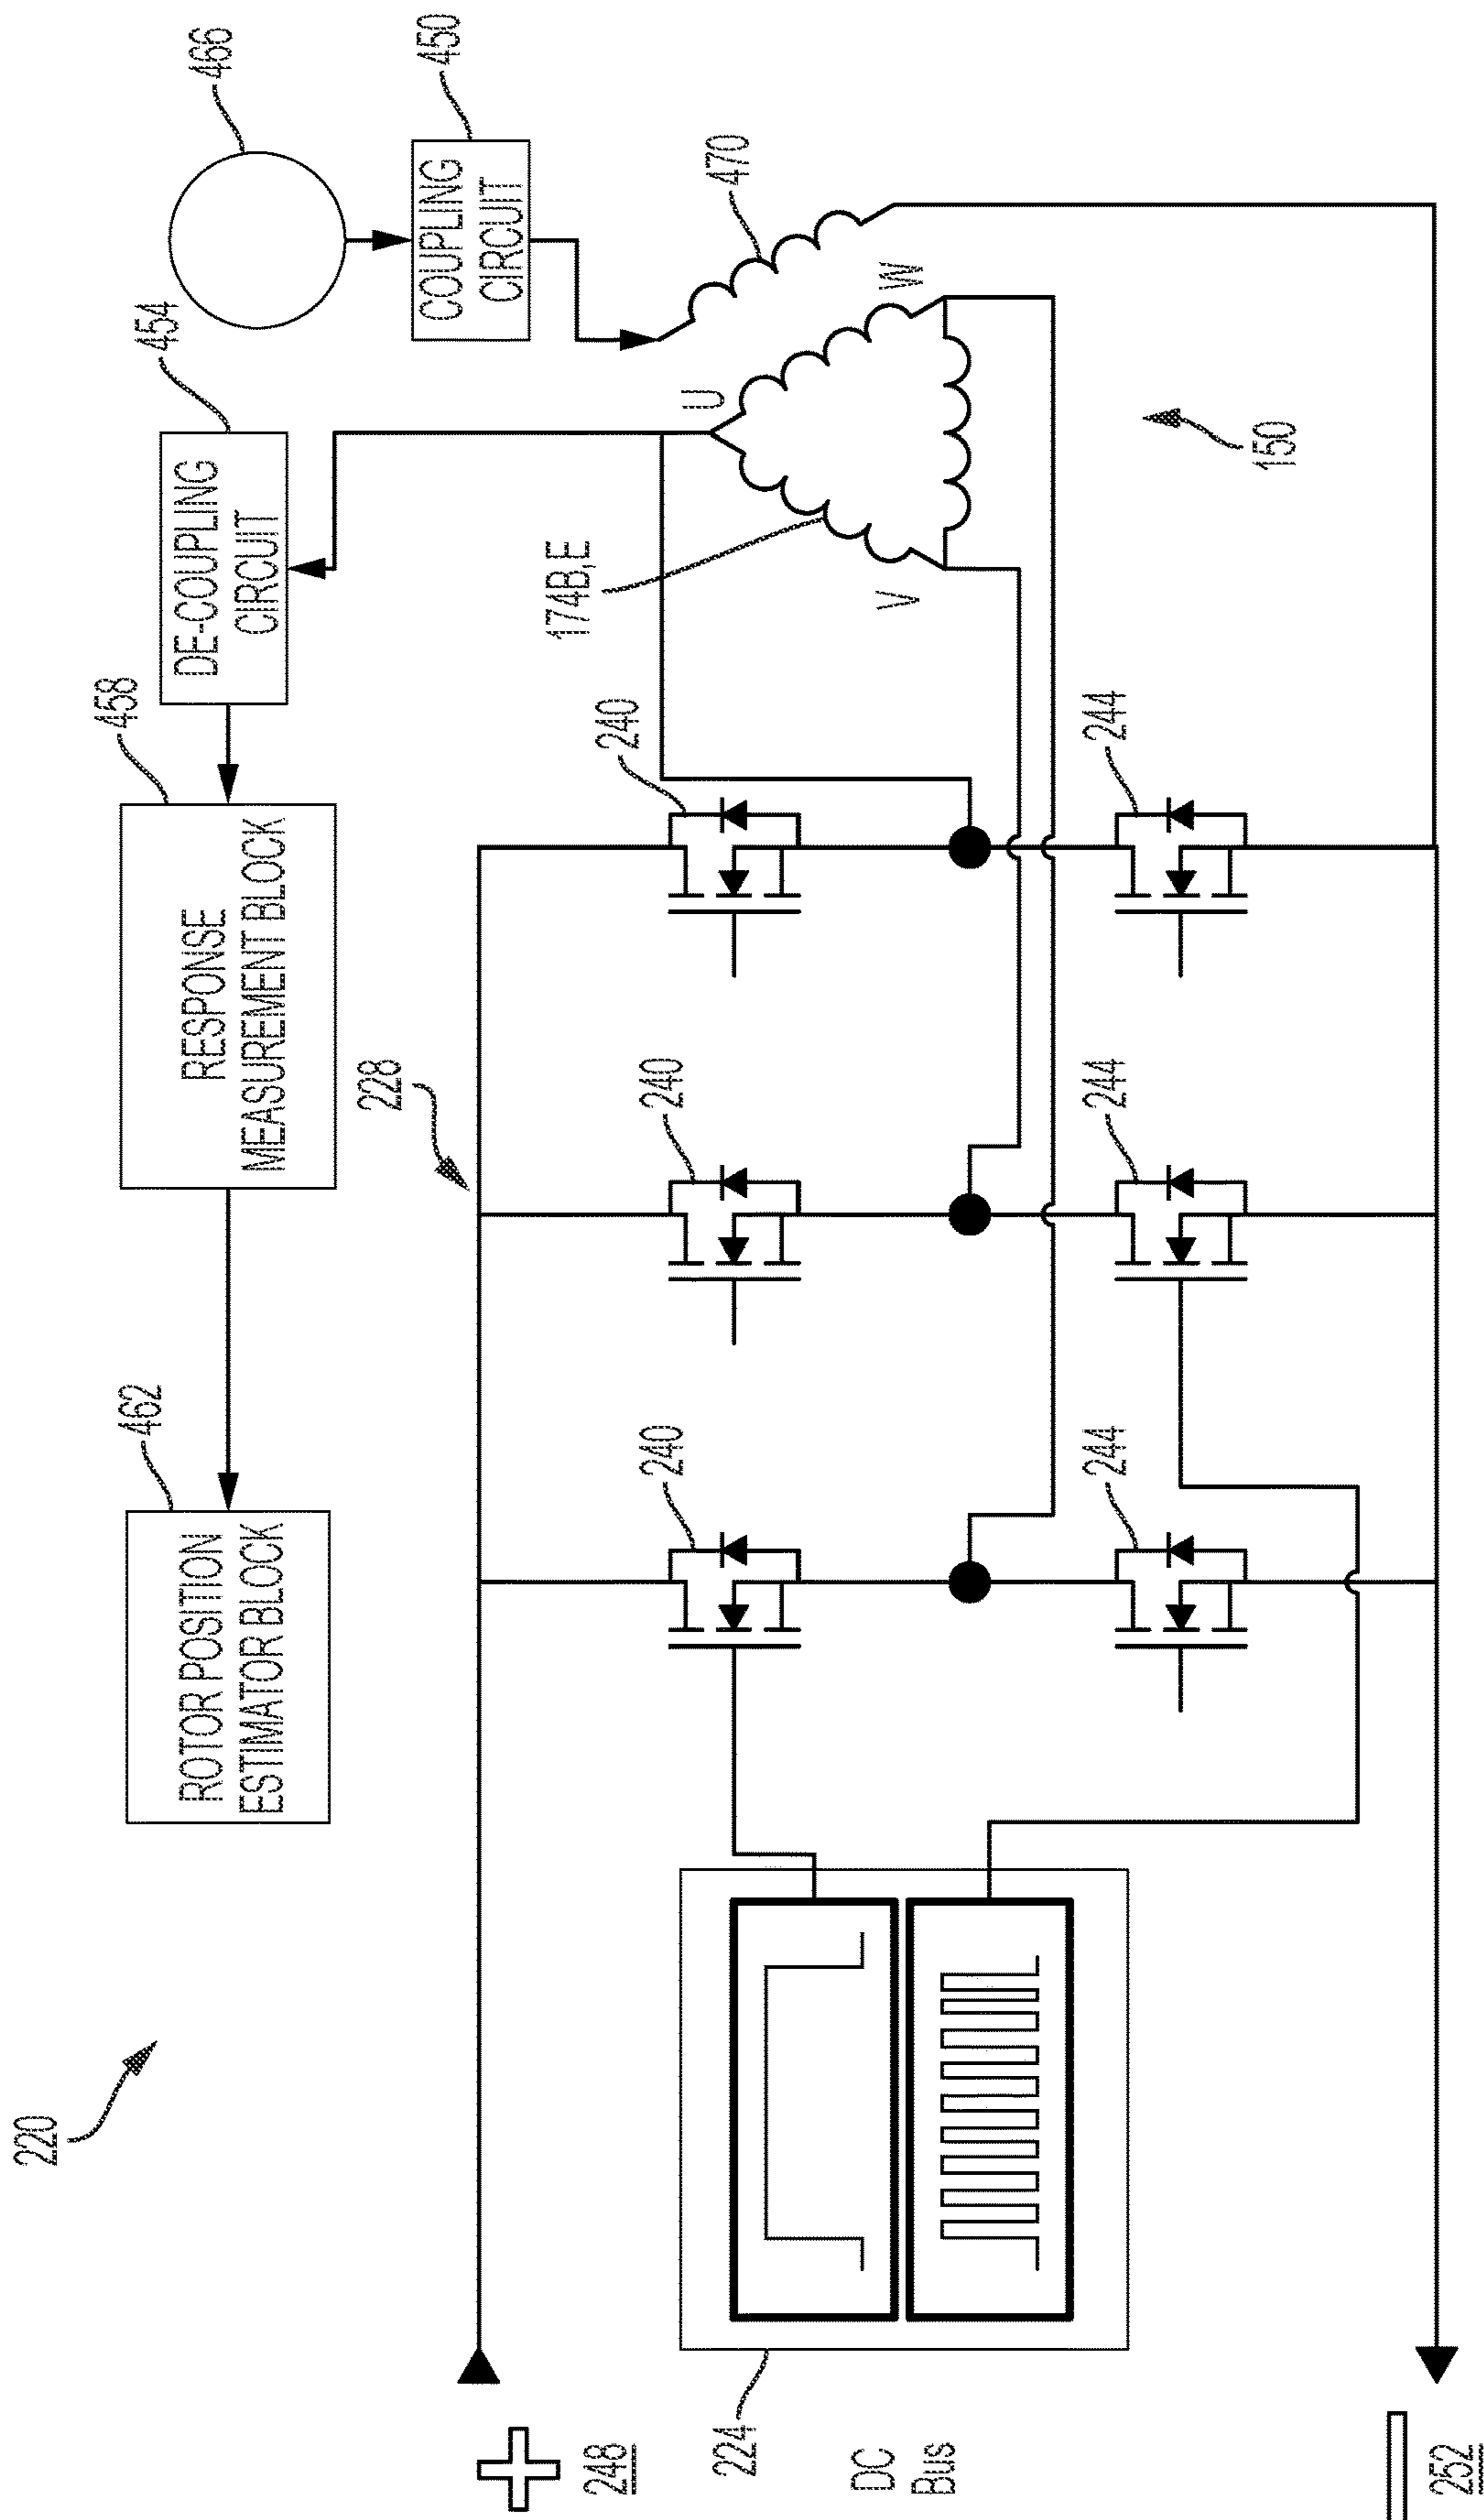 220
462
ROTOR POSITION
ESTIMATOR BLOCK
458
RESPONSE
MEASUREMENT BLOCK
454
DE-COUPLING
CIRCUIT
466
450
COUPLING
CIRCUIT
228
248
240
240
240
174B,E
U
470
224
DC
Bus
V
W
244
244
244
150
252